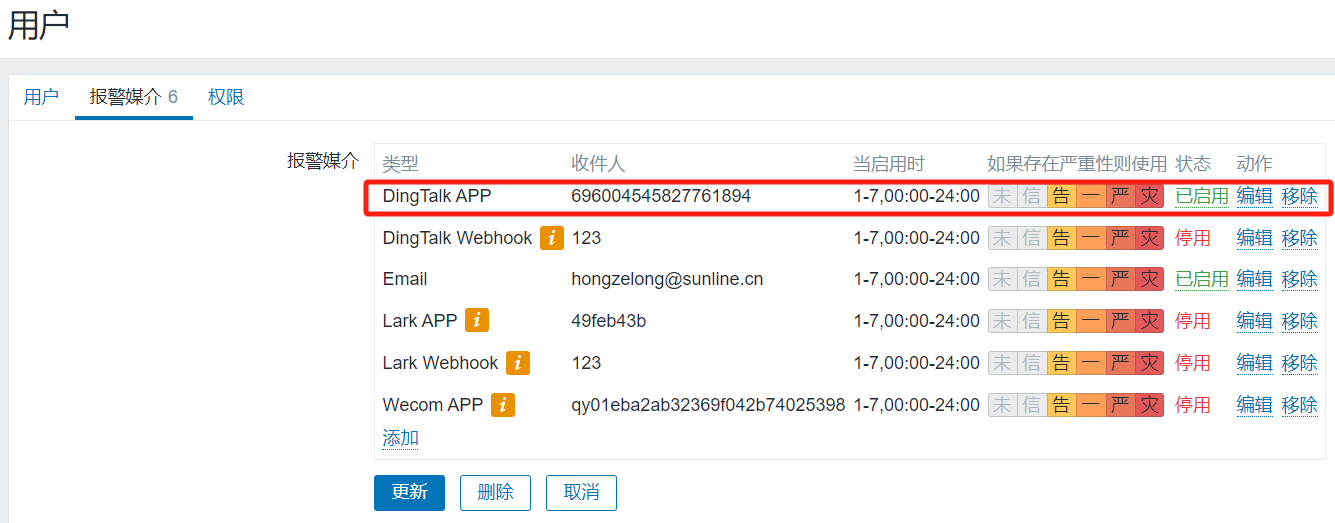 用户
用户 报警媒介 6 权限
报警媒介 类型 收件人 当启用时 如果存在严重性则使用 状态 动作
DingTalk APP 696004545827761894 1-7,00:00-24:00 未 信 告 一 严 灾 已启用 编辑 移除
DingTalk Webhook i 123 1-7,00:00-24:00 未 信 告 一 严 灾 停用 编辑 移除
Email hongzelong@sunline.cn 1-7,00:00-24:00 未 信 告 一 严 灾 已启用 编辑 移除
Lark APP i 49feb43b 1-7,00:00-24:00 未 信 告 一 严 灾 停用 编辑 移除
Lark Webhook i 123 1-7,00:00-24:00 未 信 告 一 严 灾 停用 编辑 移除
Wecom APP i qy01eba2ab32369f042b74025398 1-7,00:00-24:00 未 信 告 一 严 灾 停用 编辑 移除
添加
更新 删除 取消